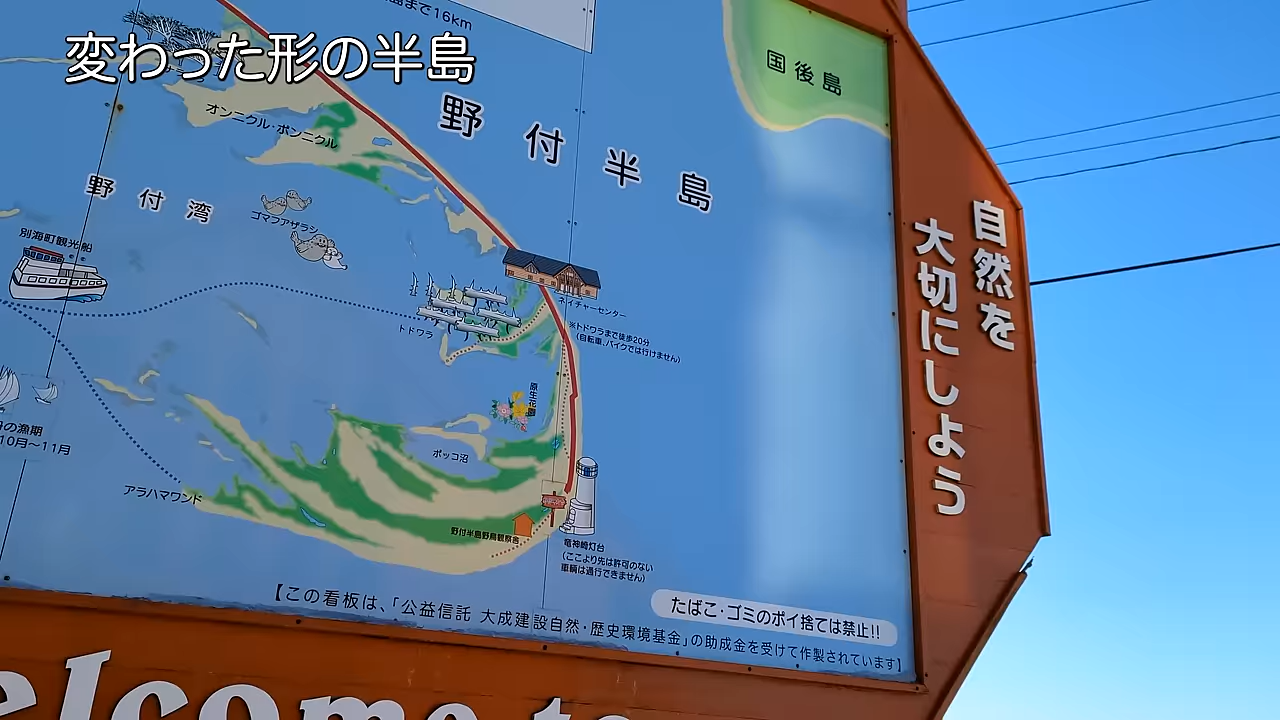 変わった形の半島
島まで16km
国後島
野付半島
オンニクル・ポンニクル
野付湾
ゴマフアザラシ
別海町観光船
ネイチャーセンター
トドワラ
※トドワラまで徒歩20分
(自転車、バイクでは行けません)
原生花園
の漁期
10月〜11月
ポッコ沼
アラハマワンド
野付半島野鳥観察舎
竜神崎灯台
(ここより先は許可のない
車輌は通行できません)
たばこ・ゴミのポイ捨ては禁止!!
【この看板は、「公益信託 大成建設自然・歴史環境基金」の助成金を受けて作製されています】
自然を
大切にしよう
elcome to